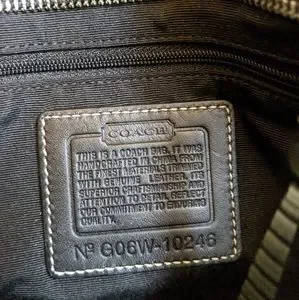 COACH
THIS IS A COACH BAG. IT WAS
HANDCRAFTED IN CHINA FROM
THE FINEST MATERIALS TRIMMED
WITH GENUINE LEATHER. ITS
SUPERIOR CRAFTSMANSHIP AND
ATTENTION TO DETAIL REFLECT
OUR COMMITMENT TO ENDURING
QUALITY.
Nº G06W-10246